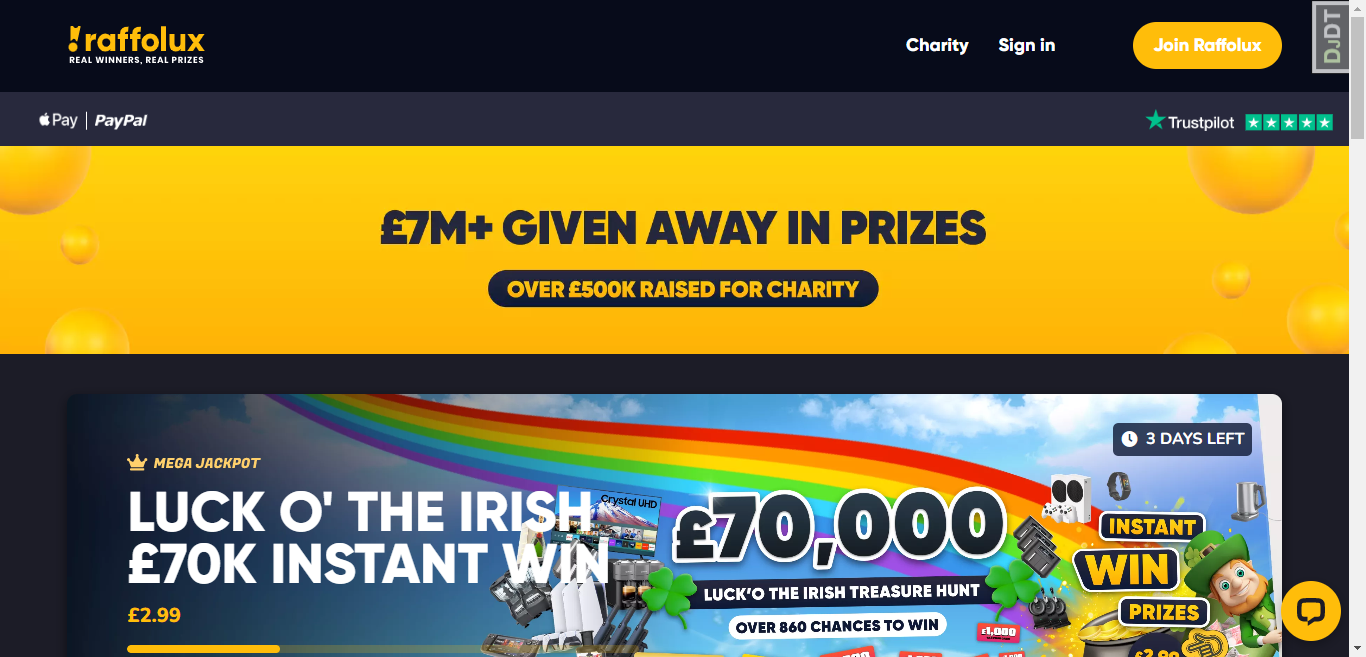 raffolux
REAL WINNERS, REAL PRIZES
Charity
Sign in
Join Raffolux
DJDT
Pay | PayPal
Trustpilot
£7M+ GIVEN AWAY IN PRIZES
OVER £500K RAISED FOR CHARITY
3 DAYS LEFT
MEGA JACKPOT
LUCK O' THE IRISH
£70K INSTANT WIN
£2.99
Crystal UHD
£70,000
LUCK'O THE IRISH TREASURE HUNT
OVER 860 CHANCES TO WIN
£1,000
INSTANT
WIN
PRIZES
£2.99